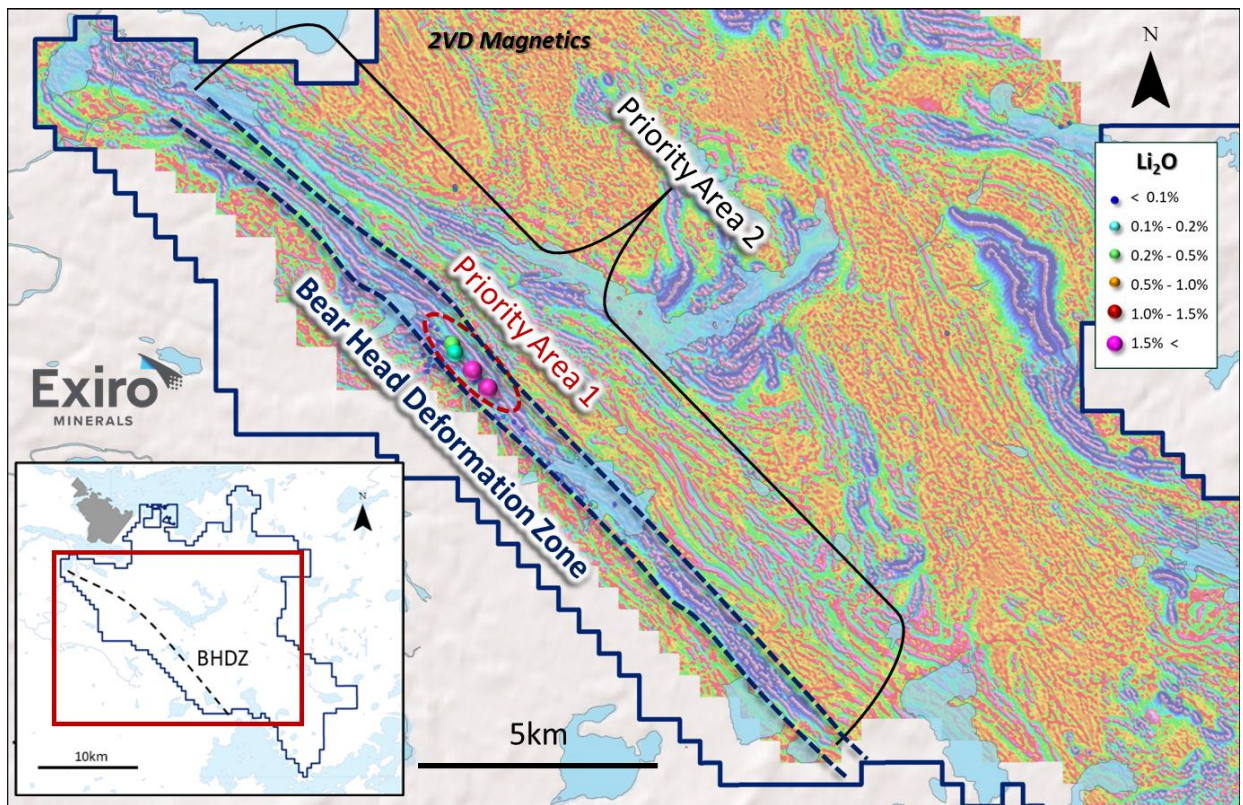 2VD Magnetics
N
Priority Area 2
Li₂O
< 0.1%
0.1% - 0.2%
0.2% - 0.5%
0.5% - 1.0%
1.0% - 1.5%
1.5% <
Priority Area 1
Bear Head Deformation Zone
Exiro
MINERALS
N
BHDZ
10km
5km